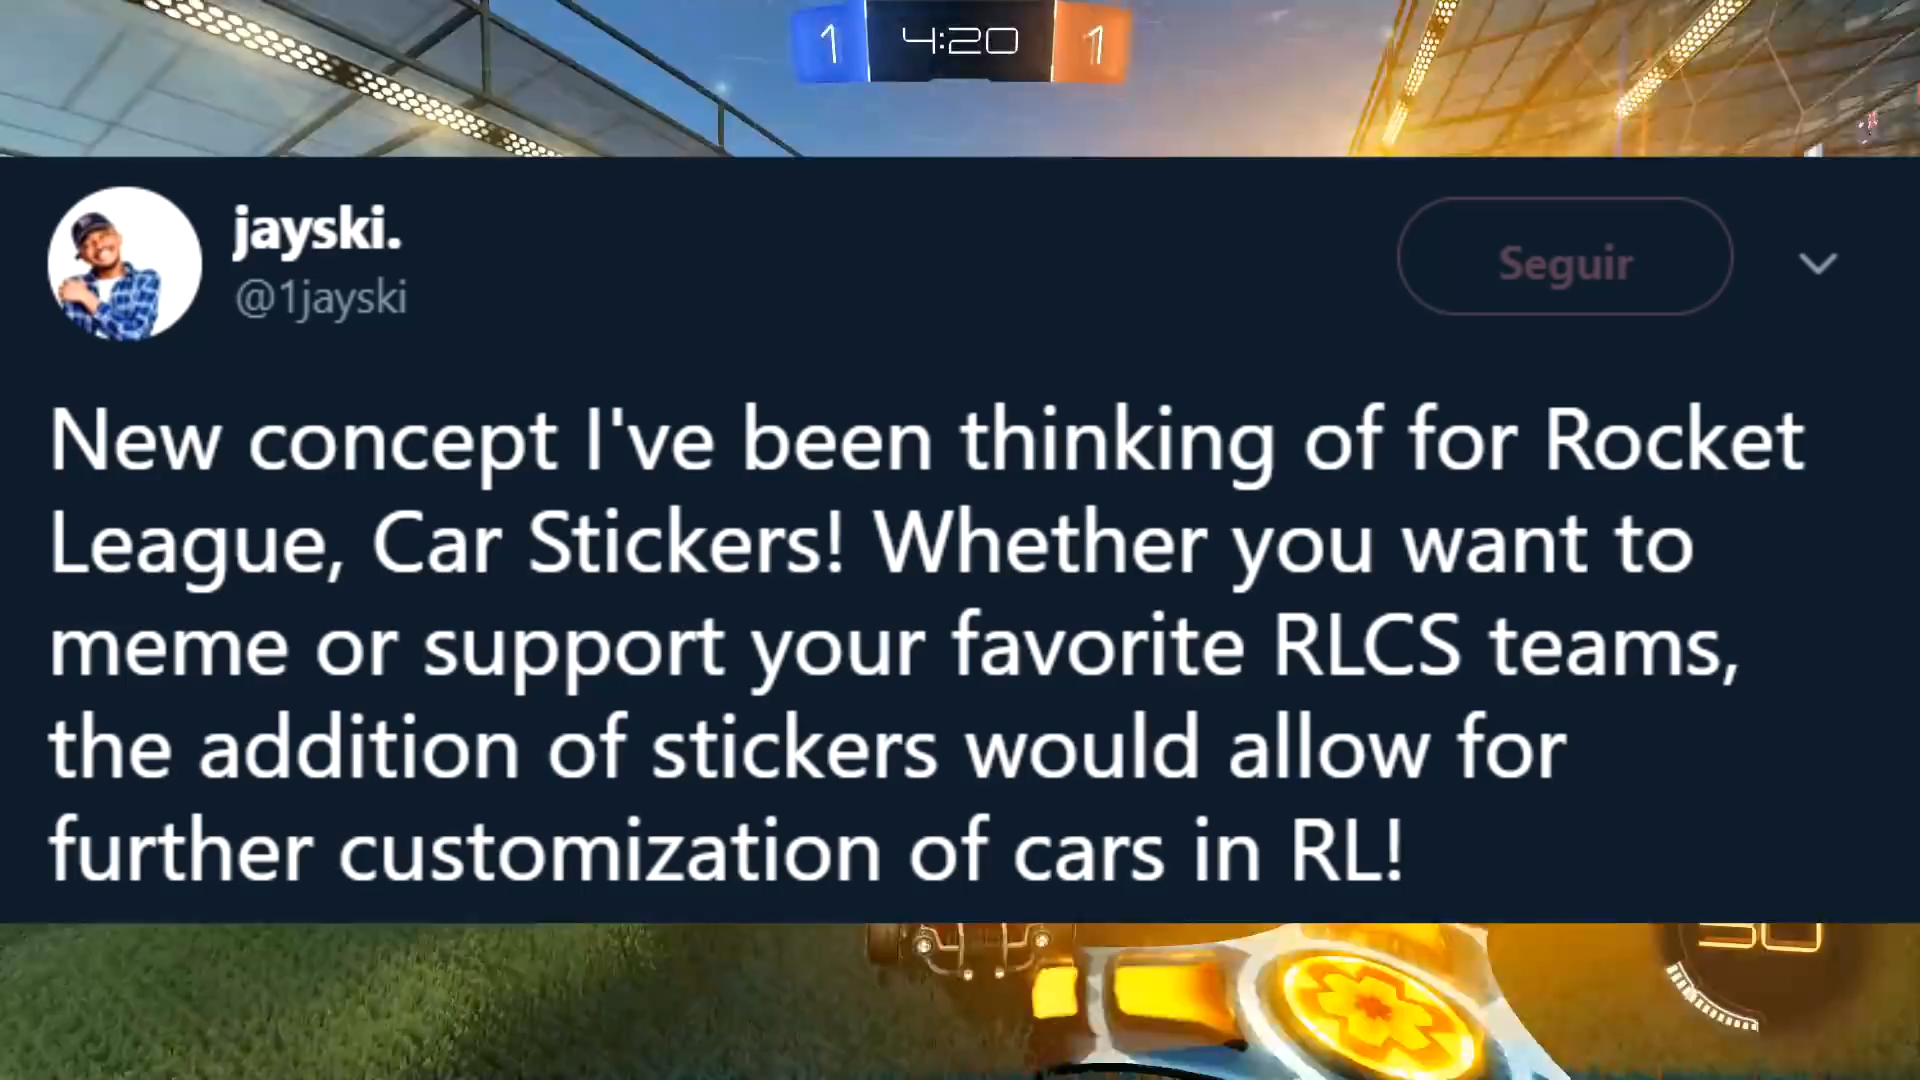 1 4:20 1
jayski.
@1jayski
Seguir
New concept I've been thinking of for Rocket
League, Car Stickers! Whether you want to
meme or support your favorite RLCS teams,
the addition of stickers would allow for
further customization of cars in RL!